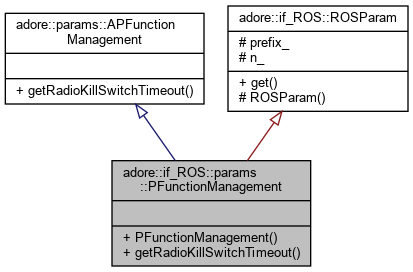 adore::params::APFunction
Management
+ getRadioKillSwitchTimeout()
adore::if_ROS::ROSParam
# prefix_
# n_
+ get()
# ROSParam()
adore::if_ROS::params
::PFunctionManagement
+ PFunctionManagement()
+ getRadioKillSwitchTimeout()